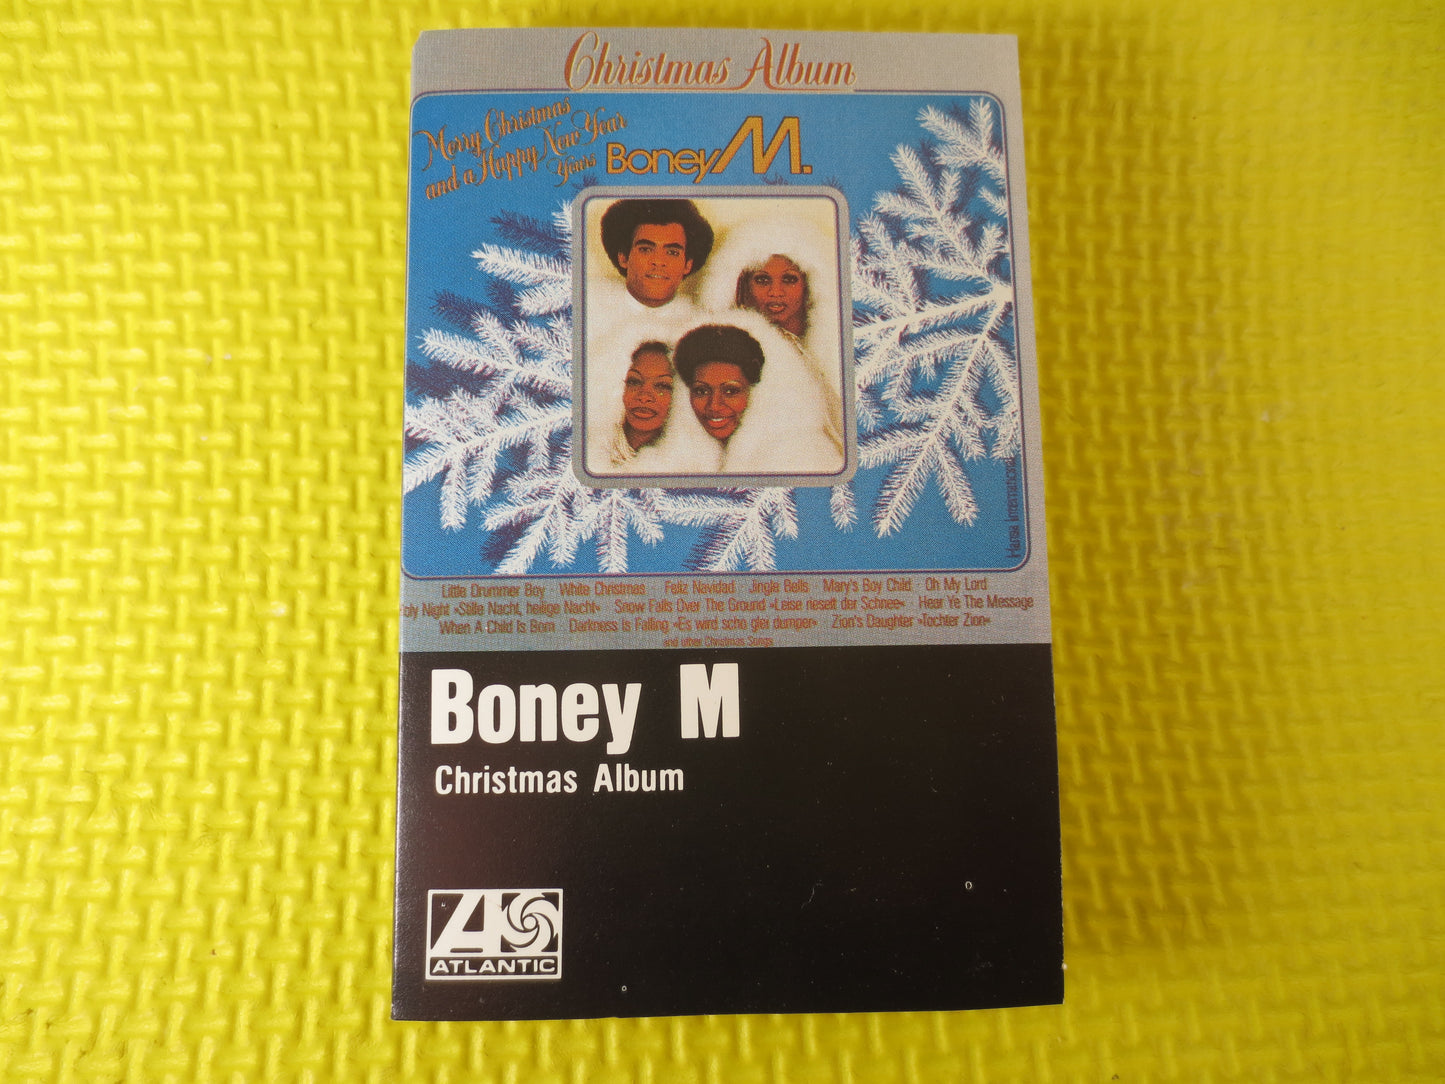 Christmas Album
Merry Christmas
and a Happy New Year
Yours
Boney M.
Hansa International
Little Drummer Boy White Christmas Feliz Navidad Jingle Bells Mary's Boy Child Oh My Lord
oly Night »Stille Nacht, heilige Nacht« Snow Falls Over The Ground »Leise rieselt der Schnee« Hear Ye The Message
When A Child Is Born Darkness Is Falling »Es wird scho glei dumper« Zion's Daughter »Tochter Zion«
and other Christmas Songs
Boney M
Christmas Album
ATLANTIC